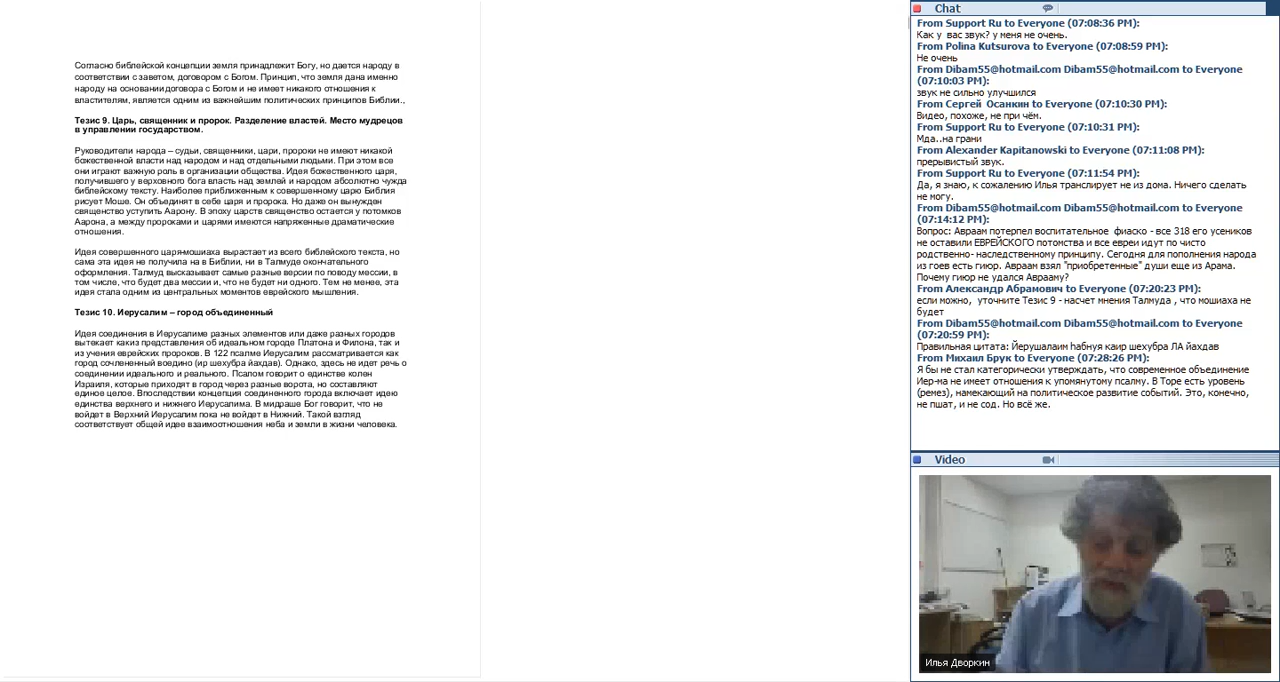 Согласно библейской концепции земля принадлежит Богу, но дается народу в
соответствии с заветом, договором с Богом. Принцип, что земля дана именно
народу на основании договора с Богом и не имеет никакого отношения к
властителям, является одним из важнейшим политических принципов Библии.,
Тезис 9. Царь, священник и пророк. Разделение властей. Место мудрецов
в управлении государством.
Руководители народа – судьи, священники, цари, пророки не имеют никакой
божественной власти над народом и над отдельными людьми. При этом все
они играют важную роль в организации общества. Идея божественного царя,
получившего у верховного бога власть над землей и народом абсолютно чужда
библейскому тексту. Наиболее приближенным к совершенному царю Библия
рисует Моше. Он объединят в себе царя и пророка. Но даже он вынужден
священство уступить Аарону. В эпоху царств священство остается у потомков
Аарона, а между пророками и царями имеются напряженные драматические
отношения.
Идея совершенного царя-мошиаха вырастает из всего библейского текста, но
сама эта идея не получила на в Библии, ни в Талмуде окончательного
оформления. Талмуд высказывает самые разные версии по поводу мессии, в
том числе, что будет два мессии и, что не будет ни одного. Тем не менее, эта
идея стала одним из центральных моментов еврейского мышления.
Тезис 10. Иерусалим – город объединенный
Идея соединения в Иерусалиме разных элементов или даже разных городов
вытекает какиз представления об идеальном городе Платона и Филона, так и
из учения еврейских пророков. В 122 псалме Иерусалим рассматривается как
город сочлененный воедино (ир шехубра йахдав). Однако, здесь не идет речь о
соединении идеального и реального. Псалом говорит о единстве колен
Израиля, которые приходят в город через разные ворота, но составляют
единое целое. Впоследствии концепция соединенного города включает идею
единства верхнего и нижнего Иерусалима. В мидраше Бог говорит, что не
войдет в Верхний Иерусалим пока не войдет в Нижний. Такой взгляд
соответствует общей идее взаимоотношения неба и земли в жизни человека.
Chat
From Support Ru to Everyone (07:08:36 PM):
Как у вас звук? у меня не очень.
From Polina Kutsurova to Everyone (07:08:59 PM):
Не очень
From Dibam55@hotmail.com Dibam55@hotmail.com to Everyone
(07:10:03 PM):
звук не сильно улучшился
From Сергей Осанкин to Everyone (07:10:30 PM):
Видео, похоже, не при чём.
From Support Ru to Everyone (07:10:31 PM):
Мда..на грани
From Alexander Kapitanowski to Everyone (07:11:08 PM):
прерывистый звук.
From Support Ru to Everyone (07:11:54 PM):
Да, я знаю, к сожалению Илья транслирует не из дома. Ничего сделать
не могу.
From Dibam55@hotmail.com Dibam55@hotmail.com to Everyone
(07:14:12 PM):
Вопрос: Авраам потерпел воспитательное фиаско - все 318 его усеников
не оставили ЕВРЕЙСКОГО потомства и все евреи идут по чисто
родственно- наследственному принципу. Сегодня для пополнения народа
из гоев есть гиюр. Авраам взял "приобретенные" души еще из Арама.
Почему гиюр не удался Аврааму?
From Александр Абрамович to Everyone (07:20:23 PM):
если можно, уточните Тезис 9 - насчет мнения Талмуда , что мошиаха не
будет
From Dibam55@hotmail.com Dibam55@hotmail.com to Everyone
(07:20:59 PM):
Правильная цитата: Йерушалаим hабнуя каир шехубра ЛА йахдав
From Михаил Брук to Everyone (07:28:26 PM):
Я бы не стал категорически утверждать, что современное объединение
Иер-ма не имеет отношения к упомянутому псалму. В Торе есть уровень
(ремез), намекающий на политическое развитие событий. Это, конечно,
не пшат, и не сод. Но всё же.
Video
Илья Дворкин